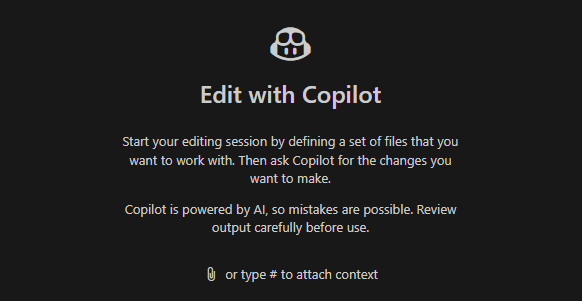 Edit with Copilot
Start your editing session by defining a set of files that you
want to work with. Then ask Copilot for the changes you
want to make.
Copilot is powered by AI, so mistakes are possible. Review
output carefully before use.
or type # to attach context